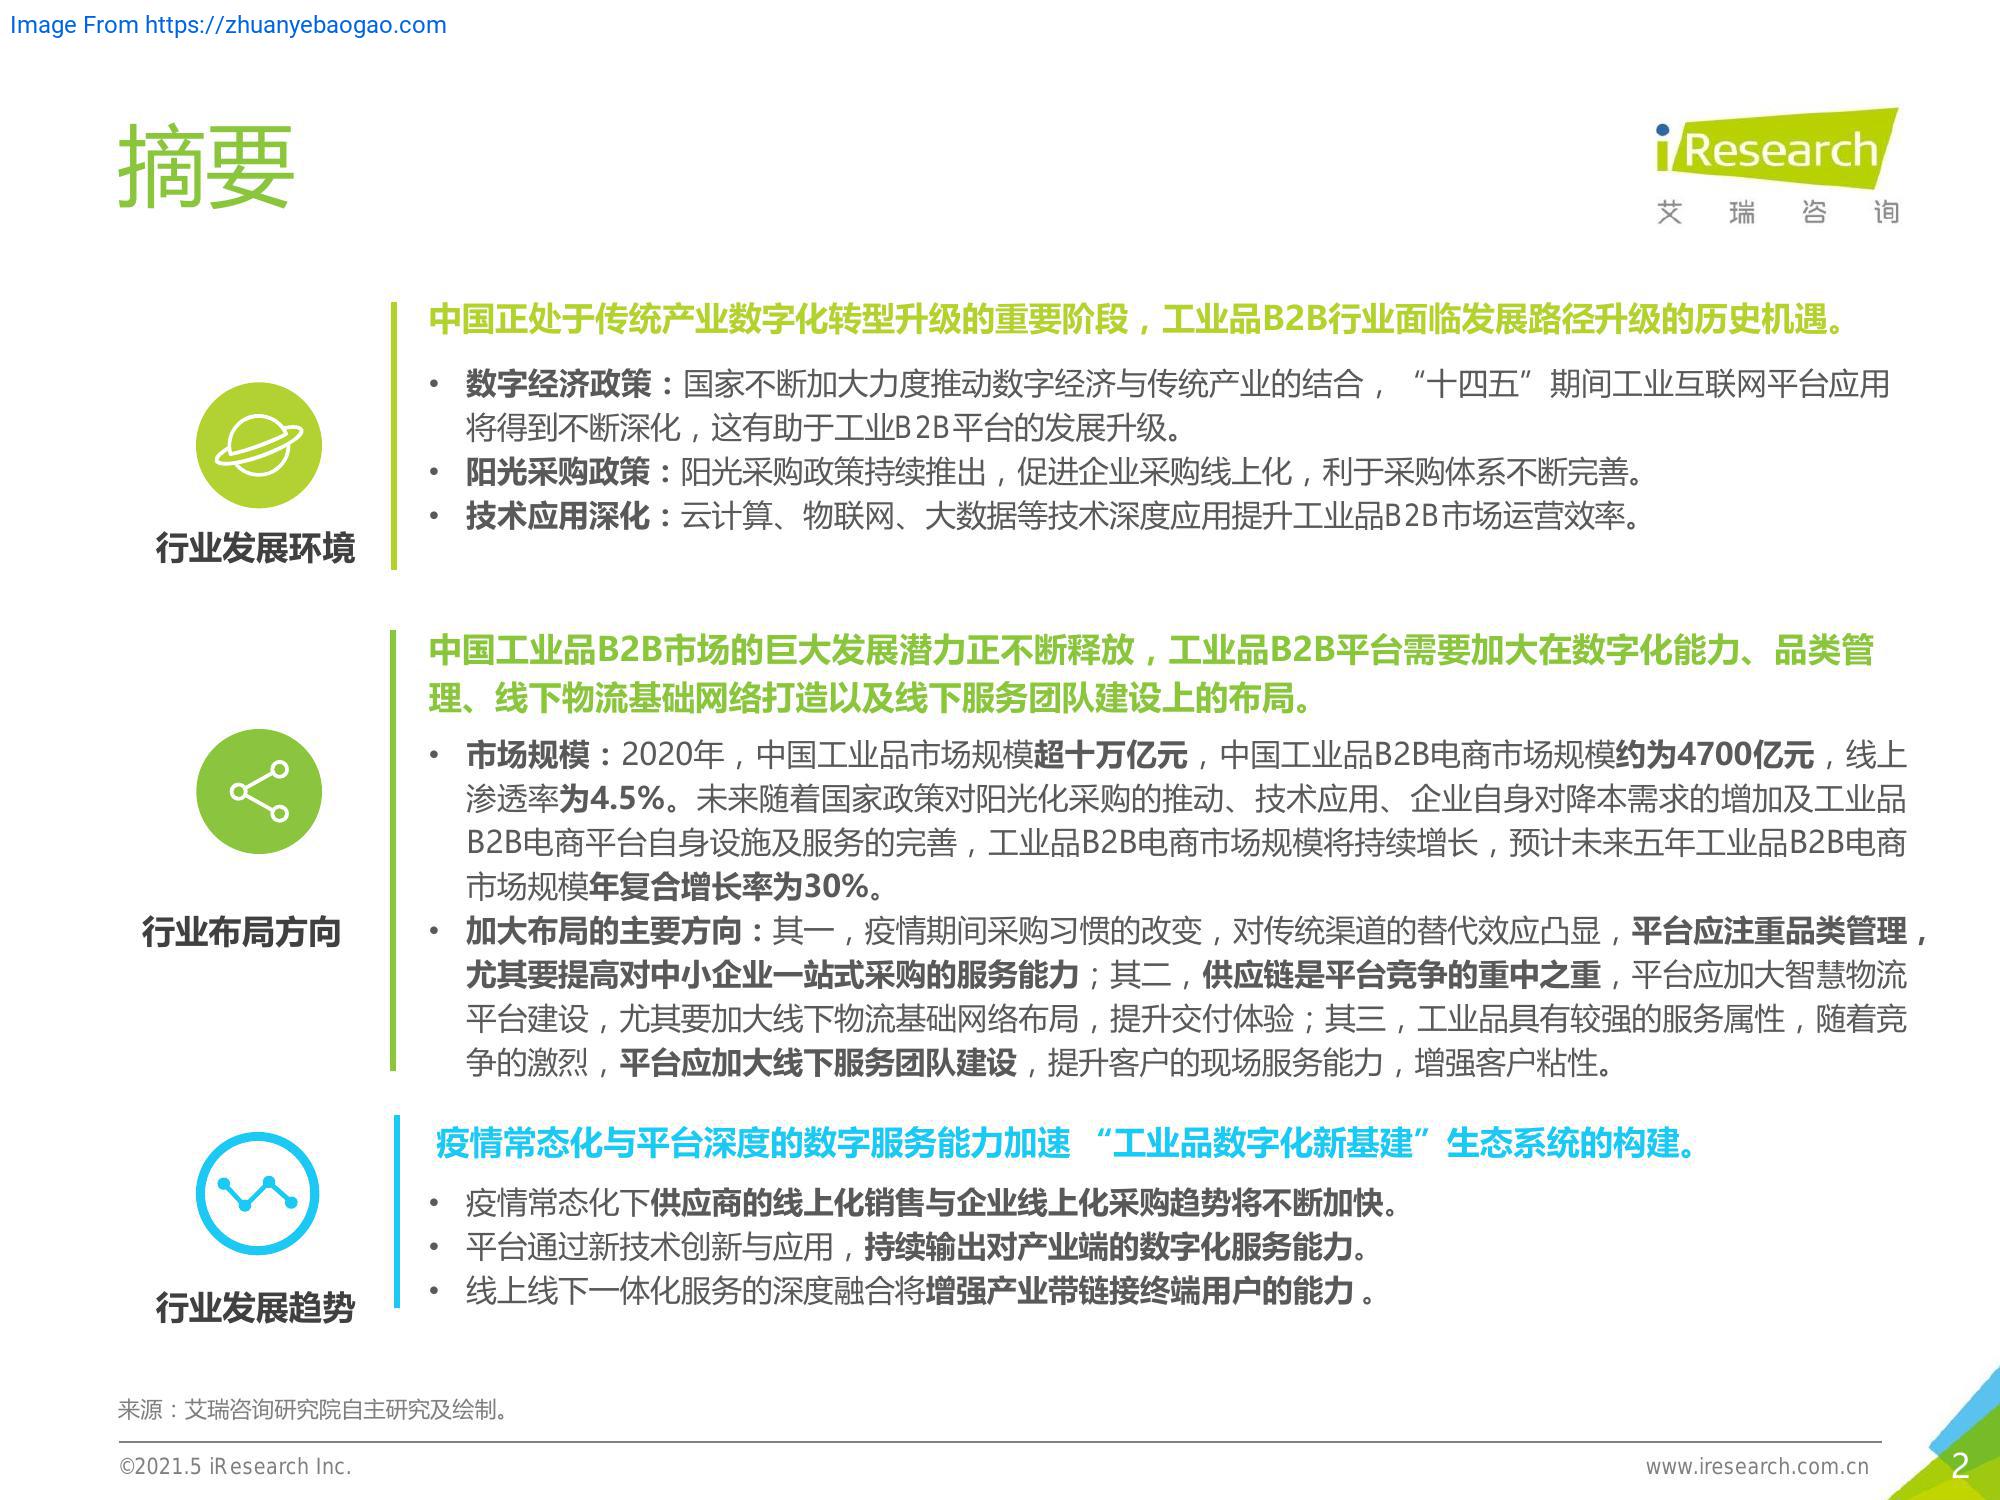 Image From https://zhuanyebaogao.com
摘要
iResearch
艾瑞咨询
中国正处于传统产业数字化转型升级的重要阶段，工业品B2B行业面临发展路径升级的历史机遇。
• 数字经济政策：国家不断加大力度推动数字经济与传统产业的结合，“十四五”期间工业互联网平台应用
将得到不断深化，这有助于工业B2B平台的发展升级。
• 阳光采购政策：阳光采购政策持续推出，促进企业采购线上化，利于采购体系不断完善。
• 技术应用深化：云计算、物联网、大数据等技术深度应用提升工业品B2B市场运营效率。
行业发展环境
中国工业品B2B市场的巨大发展潜力正不断释放，工业品B2B平台需要加大在数字化能力、品类管
理、线下物流基础网络打造以及线下服务团队建设上的布局。
• 市场规模：2020年，中国工业品市场规模超十万亿元，中国工业品B2B电商市场规模约为4700亿元，线上
渗透率为4.5%。未来随着国家政策对阳光化采购的推动、技术应用、企业自身对降本需求的增加及工业品
B2B电商平台自身设施及服务的完善，工业品B2B电商市场规模将持续增长，预计未来五年工业品B2B电商
市场规模年复合增长率为30%。
• 加大布局的主要方向：其一，疫情期间采购习惯的改变，对传统渠道的替代效应凸显，平台应注重品类管理，
尤其要提高对中小企业一站式采购的服务能力；其二，供应链是平台竞争的重中之重，平台应加大智慧物流
平台建设，尤其要加大线下物流基础网络布局，提升交付体验；其三，工业品具有较强的服务属性，随着竞
争的激烈，平台应加大线下服务团队建设，提升客户的现场服务能力，增强客户粘性。
行业布局方向
疫情常态化与平台深度的数字服务能力加速 “工业品数字化新基建”生态系统的构建。
• 疫情常态化下供应商的线上化销售与企业线上化采购趋势将不断加快。
• 平台通过新技术创新与应用，持续输出对产业端的数字化服务能力。
• 线上线下一体化服务的深度融合将增强产业带链接终端用户的能力 。
行业发展趋势
来源：艾瑞咨询研究院自主研究及绘制。
©2021.5 iResearch Inc.
www.iresearch.com.cn
2